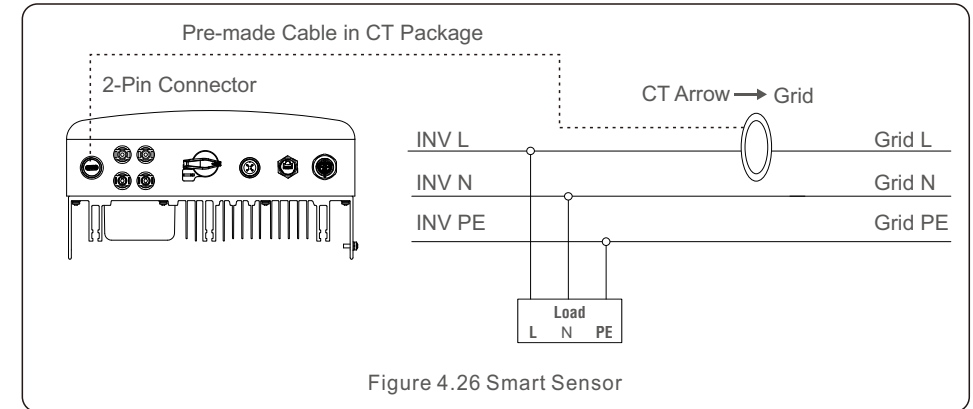 Pre-made Cable in CT Package
2-Pin Connector
CT Arrow → Grid
INV L
Grid L
INV N
Grid N
INV PE
Grid PE
Load
L N PE
Figure 4.26 Smart Sensor